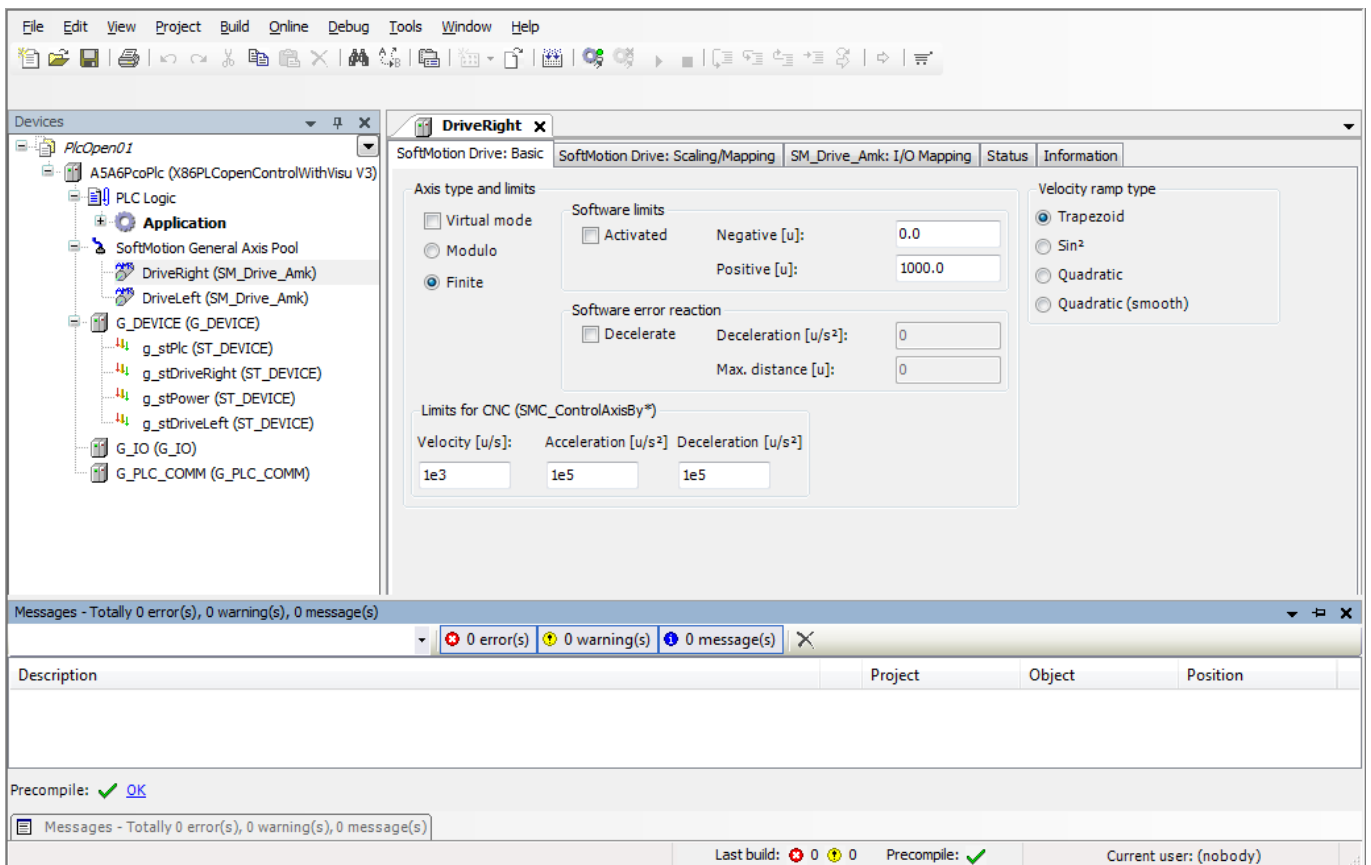 File Edit View Project Build Online Debug Tools Window Help
Devices
PlcOpen01
A5A6PcoPlc (X86PLCopenControlWithVisu V3)
PLC Logic
Application
SoftMotion General Axis Pool
DriveRight (SM_Drive_Amk)
DriveLeft (SM_Drive_Amk)
G_DEVICE (G_DEVICE)
g_stPlc (ST_DEVICE)
g_stDriveRight (ST_DEVICE)
g_stPower (ST_DEVICE)
g_stDriveLeft (ST_DEVICE)
G_IO (G_IO)
G_PLC_COMM (G_PLC_COMM)
DriveRight
SoftMotion Drive: Basic SoftMotion Drive: Scaling/Mapping SM_Drive_Amk: I/O Mapping Status Information
Axis type and limits
Virtual mode
Modulo
Finite
Software limits
Activated Negative [u]: 0.0
Positive [u]: 1000.0
Software error reaction
Decelerate Deceleration [u/s²]: 0
Max. distance [u]: 0
Limits for CNC (SMC_ControlAxisBy*)
Velocity [u/s]: Acceleration [u/s²] Deceleration [u/s²]
1e3 1e5 1e5
Velocity ramp type
Trapezoid
Sin²
Quadratic
Quadratic (smooth)
Messages - Totally 0 error(s), 0 warning(s), 0 message(s)
0 error(s) 0 warning(s) 0 message(s)
Description Project Object Position
Precompile: OK
Messages - Totally 0 error(s), 0 warning(s), 0 message(s)
Last build: 0 0 Precompile: Current user: (nobody)